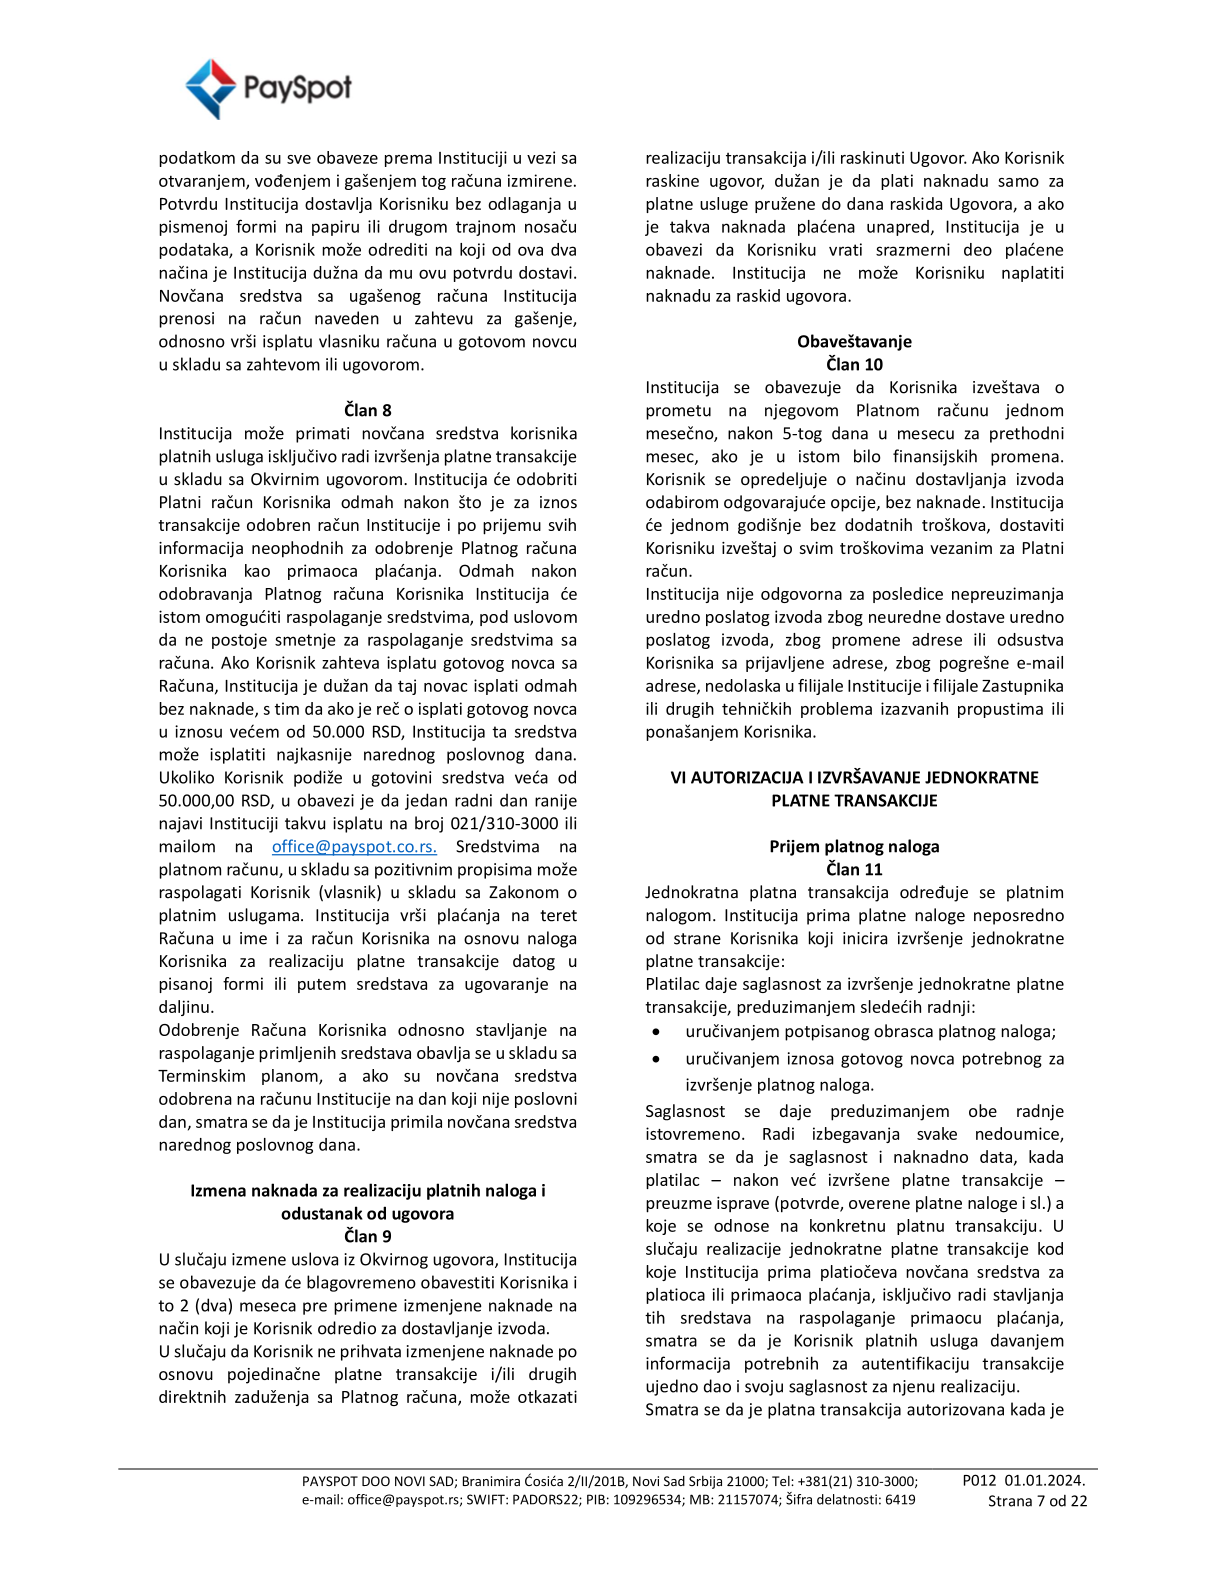 PaySpot
podatkom da su sve obaveze prema Instituciji u vezi sa
otvaranjem, vođenjem i gašenjem tog računa izmirene.
Potvrdu Institucija dostavlja Korisniku bez odlaganja u
pismenoj formi na papiru ili drugom trajnom nosaču
podataka, a Korisnik može odrediti na koji od ova dva
načina je Institucija dužna da mu ovu potvrdu dostavi.
Novčana sredstva sa ugašenog računa Institucija
prenosi na račun naveden u zahtevu za gašenje,
odnosno vrši isplatu vlasniku računa u gotovom novcu
u skladu sa zahtevom ili ugovorom.
Član 8
Institucija može primati novčana sredstva korisnika
platnih usluga isključivo radi izvršenja platne transakcije
u skladu sa Okvirnim ugovorom. Institucija će odobriti
Platni račun Korisnika odmah nakon što je za iznos
transakcije odobren račun Institucije i po prijemu svih
informacija neophodnih za odobrenje Platnog računa
Korisnika kao primaoca plaćanja. Odmah nakon
odobravanja Platnog računa Korisnika Institucija će
istom omogućiti raspolaganje sredstvima, pod uslovom
da ne postoje smetnje za raspolaganje sredstvima sa
računa. Ako Korisnik zahteva isplatu gotovog novca sa
Računa, Institucija je dužan da taj novac isplati odmah
bez naknade, s tim da ako je reč o isplati gotovog novca
u iznosu većem od 50.000 RSD, Institucija ta sredstva
može isplatiti najkasnije narednog poslovnog dana.
Ukoliko Korisnik podiže u gotovini sredstva veća od
50.000,00 RSD, u obavezi je da jedan radni dan ranije
najavi Instituciji takvu isplatu na broj 021/310-3000 ili
mailom na office@payspot.co.rs. Sredstvima na
platnom računu, u skladu sa pozitivnim propisima može
raspolagati Korisnik (vlasnik) u skladu sa Zakonom o
platnim uslugama. Institucija vrši plaćanja na teret
Računa u ime i za račun Korisnika na osnovu naloga
Korisnika za realizaciju platne transakcije datog u
pisanoj formi ili putem sredstava za ugovaranje na
daljinu.
Odobrenje Računa Korisnika odnosno stavljanje na
raspolaganje primljenih sredstava obavlja se u skladu sa
Terminskim planom, a ako su novčana sredstva
odobrena na računu Institucije na dan koji nije poslovni
dan, smatra se da je Institucija primila novčana sredstva
narednog poslovnog dana.
Izmena naknada za realizaciju platnih naloga i
odustanak od ugovora
Član 9
U slučaju izmene uslova iz Okvirnog ugovora, Institucija
se obavezuje da će blagovremeno obavestiti Korisnika i
to 2 (dva) meseca pre primene izmenjene naknade na
način koji je Korisnik odredio za dostavljanje izvoda.
U slučaju da Korisnik ne prihvata izmenjene naknade po
osnovu pojedinačne platne transakcije i/ili drugih
direktnih zaduženja sa Platnog računa, može otkazati
realizaciju transakcija i/ili raskinuti Ugovor. Ako Korisnik
raskine ugovor, dužan je da plati naknadu samo za
platne usluge pružene do dana raskida Ugovora, a ako
je takva naknada plaćena unapred, Institucija je u
obavezi da Korisniku vrati srazmerni deo plaćene
naknade. Institucija ne može Korisniku naplatiti
naknadu za raskid ugovora.
Obaveštavanje
Član 10
Institucija se obavezuje da Korisnika izveštava o
prometu na njegovom Platnom računu jednom
mesečno, nakon 5-tog dana u mesecu za prethodni
mesec, ako je u istom bilo finansijskih promena.
Korisnik se opredeljuje o načinu dostavljanja izvoda
odabirom odgovarajuće opcije, bez naknade. Institucija
će jednom godišnje bez dodatnih troškova, dostaviti
Korisniku izveštaj o svim troškovima vezanim za Platni
račun.
Institucija nije odgovorna za posledice nepreuzimanja
uredno poslatog izvoda zbog neuredne dostave uredno
poslatog izvoda, zbog promene adrese ili odsustva
Korisnika sa prijavljene adrese, zbog pogrešne e-mail
adrese, nedolaska u filijale Institucije i filijale Zastupnika
ili drugih tehničkih problema izazvanih propustima ili
ponašanjem Korisnika.
VI AUTORIZACIJA I IZVRŠAVANJE JEDNOKRATNE
PLATNE TRANSAKCIJE
Prijem platnog naloga
Član 11
Jednokratna platna transakcija određuje se platnim
nalogom. Institucija prima platne naloge neposredno
od strane Korisnika koji inicira izvršenje jednokratne
platne transakcije:
Platilac daje saglasnost za izvršenje jednokratne platne
transakcije, preduzimanjem sledećih radnji:
• uručivanjem potpisanog obrasca platnog naloga;
• uručivanjem iznosa gotovog novca potrebnog za
izvršenje platnog naloga.
Saglasnost se daje preduzimanjem obe radnje
istovremeno. Radi izbegavanja svake nedoumice,
smatra se da je saglasnost i naknadno data, kada
platilac – nakon već izvršene platne transakcije –
preuzme isprave (potvrde, overene platne naloge i sl.) a
koje se odnose na konkretnu platnu transakciju. U
slučaju realizacije jednokratne platne transakcije kod
koje Institucija prima platiočeva novčana sredstva za
platioca ili primaoca plaćanja, isključivo radi stavljanja
tih sredstava na raspolaganje primaocu plaćanja,
smatra se da je Korisnik platnih usluga davanjem
informacija potrebnih za autentifikaciju transakcije
ujedno dao i svoju saglasnost za njenu realizaciju.
Smatra se da je platna transakcija autorizovana kada je
PAYSPOT DOO NOVI SAD; Branimira Ćosića 2/II/201B, Novi Sad Srbija 21000; Tel: +381(21) 310-3000;
e-mail: office@payspot.rs; SWIFT: PADORS22; PIB: 109296534; MB: 21157074; Šifra delatnosti: 6419
P012 01.01.2024.
Strana 7 od 22